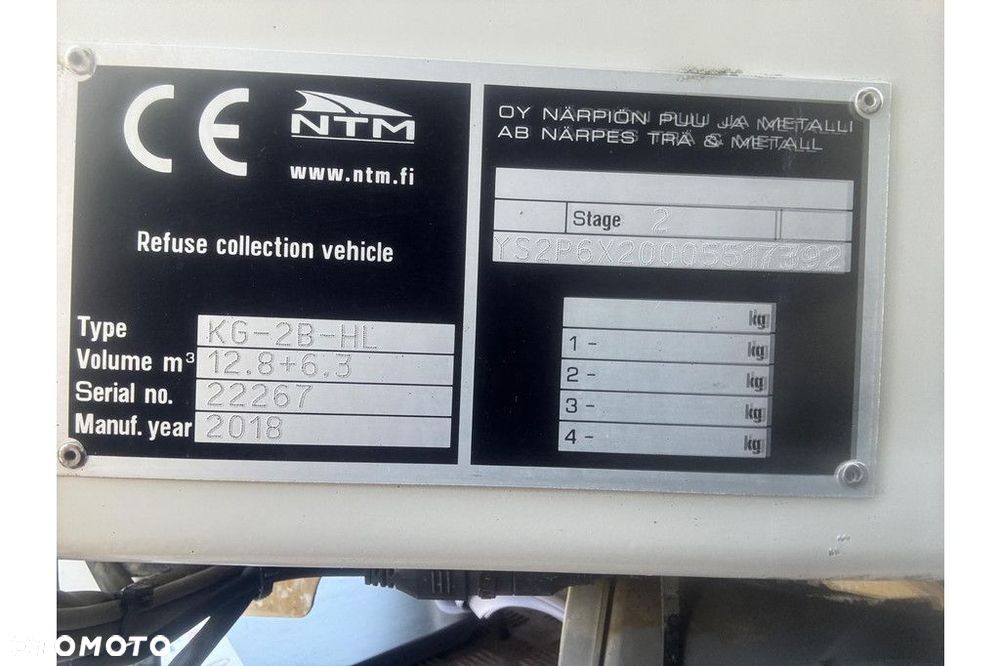 CE
NTM
www.ntm.fi
Refuse collection vehicle
Type KG-2B-HL
Volume m³ 12.8+6.3
Serial no. 22267
Manuf. year 2018
OY NÄRPIÖN PUU JA METALLI
AB NÄRPES TRÄ & METALL
Stage 2
YS2P6X20005517392
kg
1 - kg
2 - kg
3 - kg
4 - kg
OTOMOTO